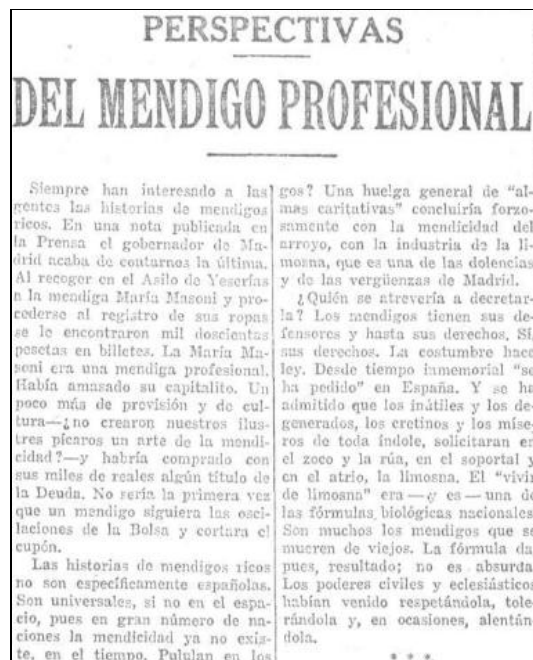 PERSPECTIVAS
DEL MENDIGO PROFESIONAL
Siempre han interesado a las
gentes las historias de mendigos
ricos. En una nota publicada en
la Prensa el gobernador de Ma-
drid acaba de contarnos la última.
Al recoger en el Asilo de Yeserías
a la mendiga María Masoni y pro-
cederse al registro de sus ropas
se le encontraron mil doscientas
pesetas en billetes. La María Ma-
soni era una mendiga profesional.
Había amasado su capitalito. Un
poco más de previsión y de cul-
tura—¿no crearon nuestros ilus-
tres pícaros un arte de la mendi-
cidad?—y habría comprado con
sus miles de reales algún título de
la Deuda. No sería la primera vez
que un mendigo siguiera las osci-
laciones de la Bolsa y cortara el
cupón.
Las historias de mendigos ricos
no son específicamente españolas.
Son universales, si no en el espa-
cio, pues en gran número de na-
ciones la mendicidad ya no exis-
te, en el tiempo. Pululan en los
gos? Una huelga general de "al-
mas caritativas" concluiría forzo-
samente con la mendicidad del
arroyo, con la industria de la li-
mosna, que es una de las dolencias
y de las vergüenzas de Madrid.
¿Quién se atrevería a decretar-
la? Los mendigos tienen sus de-
fensores y hasta sus derechos. Sí,
sus derechos. La costumbre hace
ley. Desde tiempo inmemorial "se
ha pedido" en España. Y se ha
admitido que los inútiles y los de-
generados, los cretinos y los míse-
ros de toda índole, solicitaran en
el zoco y la rúa, en el soportal y
en el atrio, la limosna. El "vivir
de limosna" era—y es—una de
las fórmulas biológicas nacionales.
Son muchos los mendigos que se
mueren de viejos. La fórmula da,
pues, resultado; no es absurda.
Los poderes civiles y eclesiásticos
habían venido respetándola, tole-
rándola y, en ocasiones, alentán-
dola.
* * *